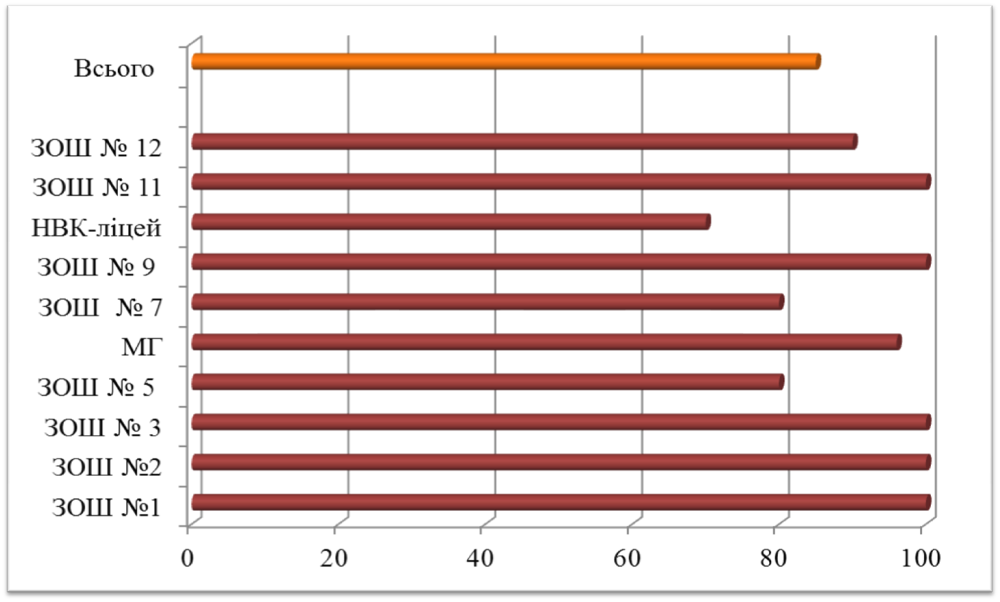 Всього
ЗОШ № 12
ЗОШ № 11
НВК-ліцей
ЗОШ № 9
ЗОШ № 7
МГ
ЗОШ № 5
ЗОШ № 3
ЗОШ №2
ЗОШ №1
0 20 40 60 80 100